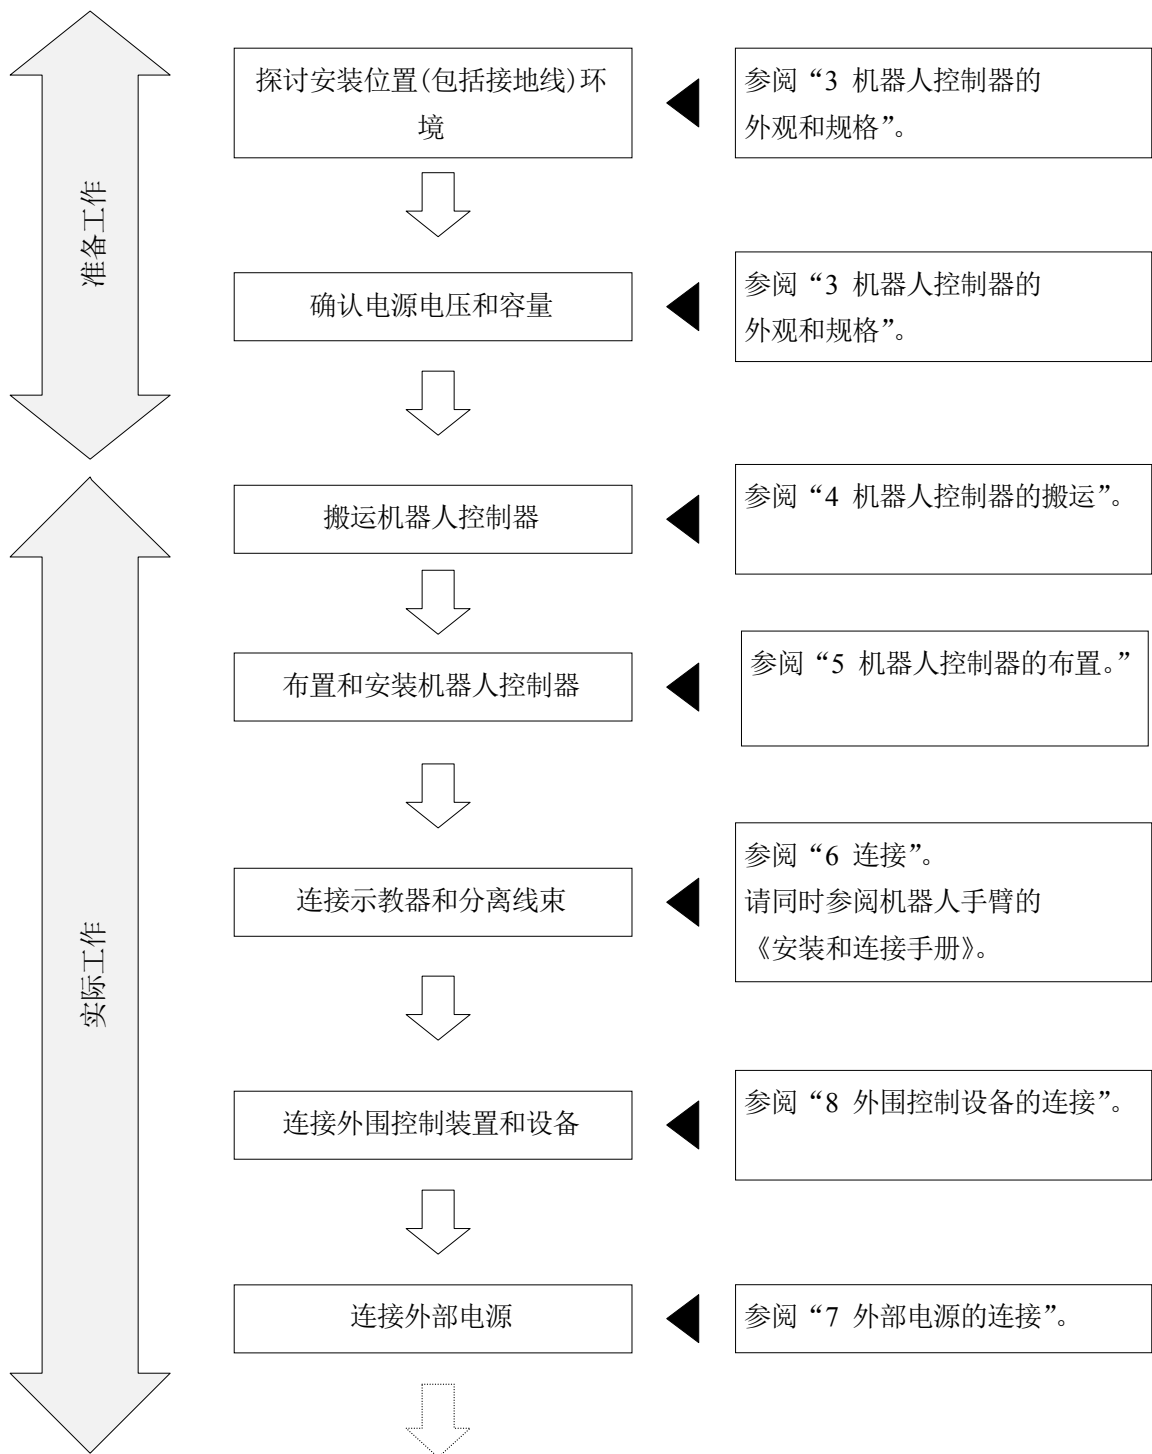 准备工作
探讨安装位置(包括接地线)环
境
参阅“3 机器人控制器的
外观和规格”。
确认电源电压和容量
参阅“3 机器人控制器的
外观和规格”。
实际工作
搬运机器人控制器
参阅“4 机器人控制器的搬运”。
布置和安装机器人控制器
参阅“5 机器人控制器的布置。”
连接示教器和分离线束
参阅“6 连接”。
请同时参阅机器人手臂的
《安装和连接手册》。
连接外围控制装置和设备
参阅“8 外围控制设备的连接”。
连接外部电源
参阅“7 外部电源的连接”。